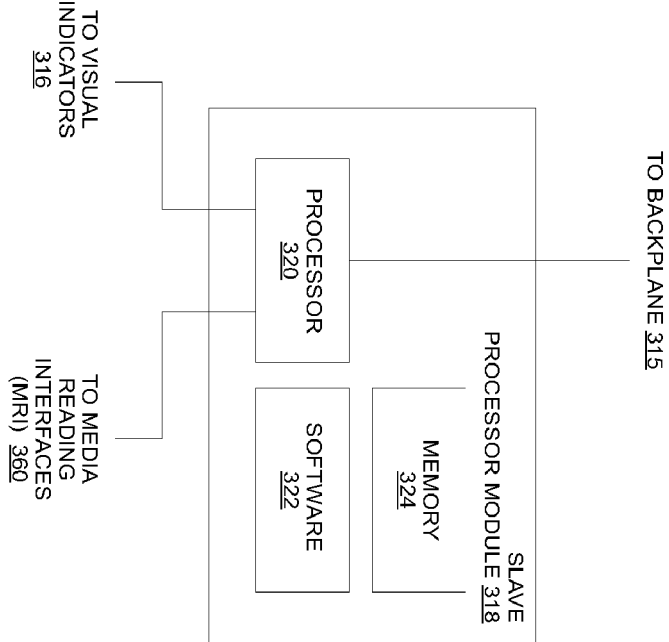 TO BACKPLANE 315
SLAVE
PROCESSOR MODULE 318
MEMORY
324
PROCESSOR
320
SOFTWARE
322
TO VISUAL
INDICATORS
316
TO MEDIA
READING
INTERFACES
(MRI) 360